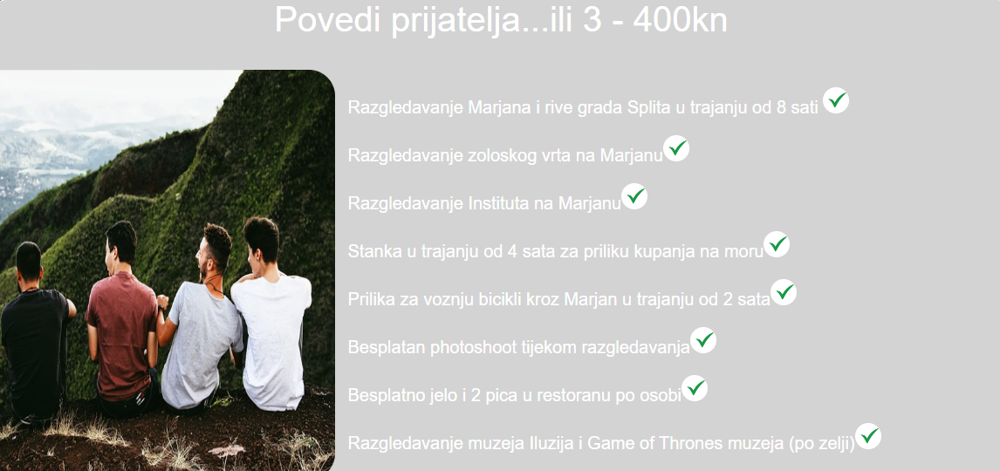 Povedi prijatelja...ili 3 - 400kn
Razgledavanje Marjana i rive grada Splita u trajanju od 8 sati
Razgledavanje zoloskog vrta na Marjanu
Razgledavanje Instituta na Marjanu
Stanka u trajanju od 4 sata za priliku kupanja na moru
Prilika za voznju bicikli kroz Marjan u trajanju od 2 sata
Besplatan photoshoot tijekom razgledavanja
Besplatno jelo i 2 pica u restoranu po osobi
Razgledavanje muzeja Iluzija i Game of Thrones muzeja (po zelji)